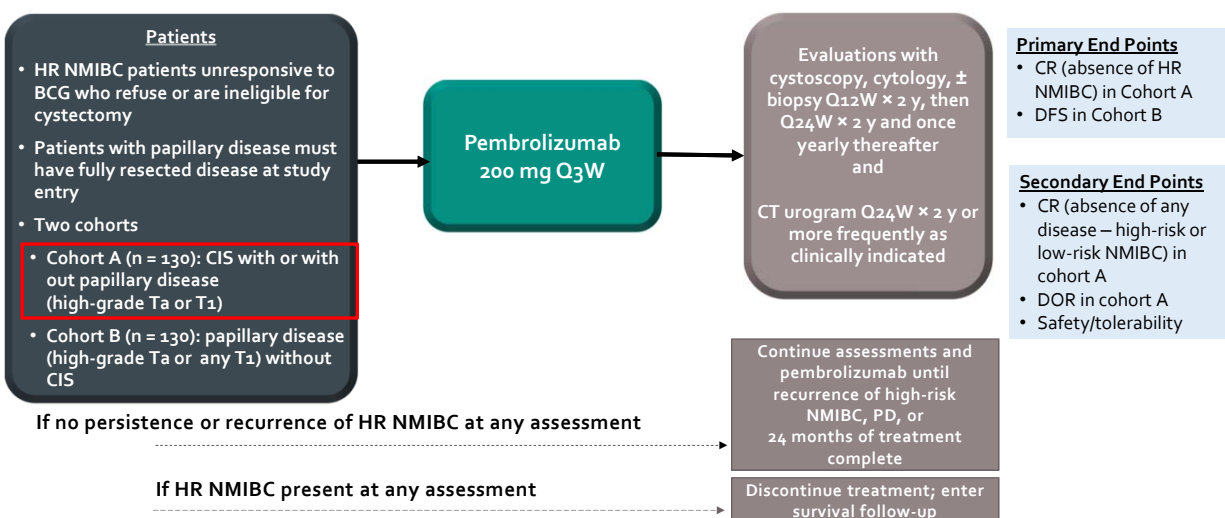 Patients
• HR NMIBC patients unresponsive to
BCG who refuse or are ineligible for
cystectomy
• Patients with papillary disease must
have fully resected disease at study
entry
• Two cohorts
• Cohort A (n = 130): CIS with or with
out papillary disease
(high-grade Ta or T1)
• Cohort B (n = 130): papillary disease
(high-grade Ta or any T1) without
CIS
Pembrolizumab
200 mg Q3W
Evaluations with
cystoscopy, cytology, ±
biopsy Q12W × 2 y, then
Q24W × 2 y and once
yearly thereafter
and
CT urogram Q24W × 2 y or
more frequently as
clinically indicated
Primary End Points
• CR (absence of HR
NMIBC) in Cohort A
• DFS in Cohort B
Secondary End Points
• CR (absence of any
disease – high-risk or
low-risk NMIBC) in
cohort A
• DOR in cohort A
• Safety/tolerability
If no persistence or recurrence of HR NMIBC at any assessment
Continue assessments and
pembrolizumab until
recurrence of high-risk
NMIBC, PD, or
24 months of treatment
complete
If HR NMIBC present at any assessment
Discontinue treatment; enter
survival follow-up